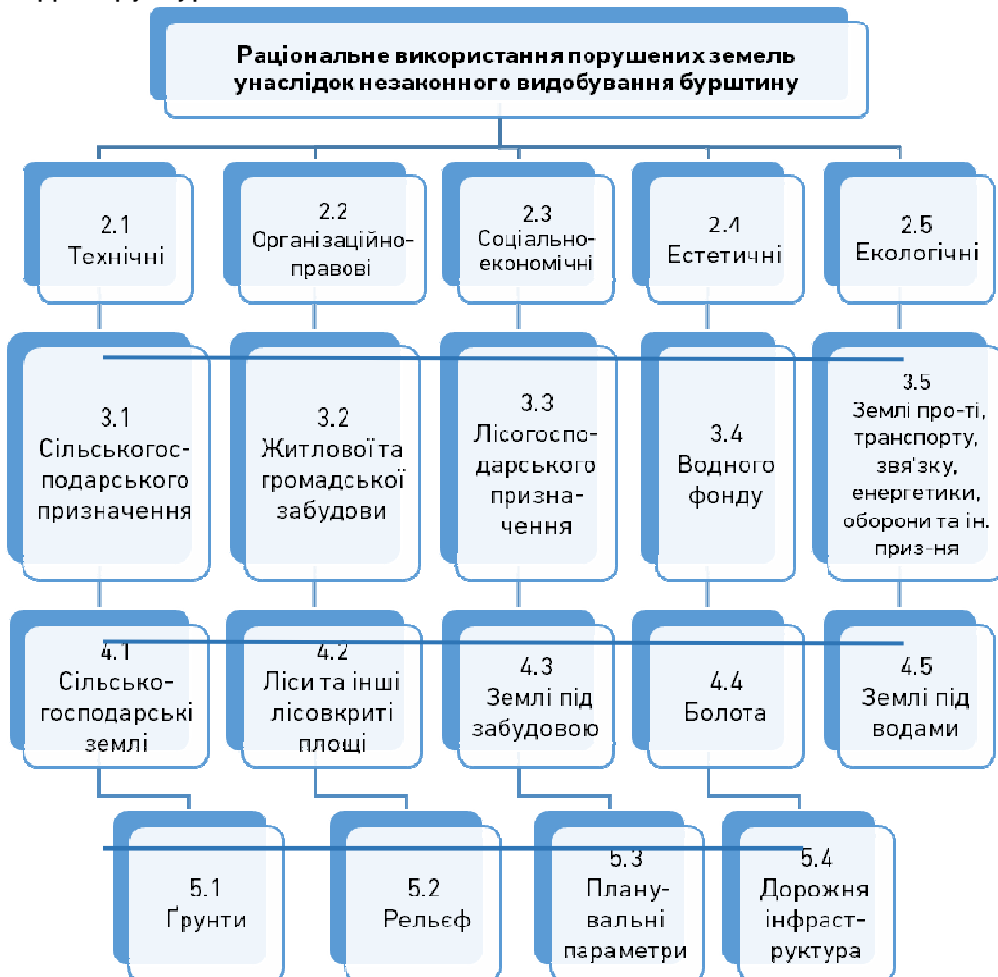 Раціональне використання порушених земель
унаслідок незаконного видобування бурштину
2.1
Технічні
2.2
Організаційно-
правові
2.3
Соціально-
економічні
2.4
Естетичні
2.5
Екологічні
3.1
Сільськогос-
подарського
призначення
3.2
Житлової та
громадської
забудови
3.3
Лісогоспо-
дарського
призна-
чення
3.4
Водного
фонду
3.5
Землі про-ті,
транспорту,
зв'язку,
енергетики,
оборони та ін.
приз-ня
4.1
Сільсько-
господарські
землі
4.2
Ліси та інші
лісовкриті
площі
4.3
Землі під
забудовою
4.4
Болота
4.5
Землі під
водами
5.1
Ґрунти
5.2
Рельєф
5.3
Плану-
вальні
параметри
5.4
Дорожня
інфраст-
руктура